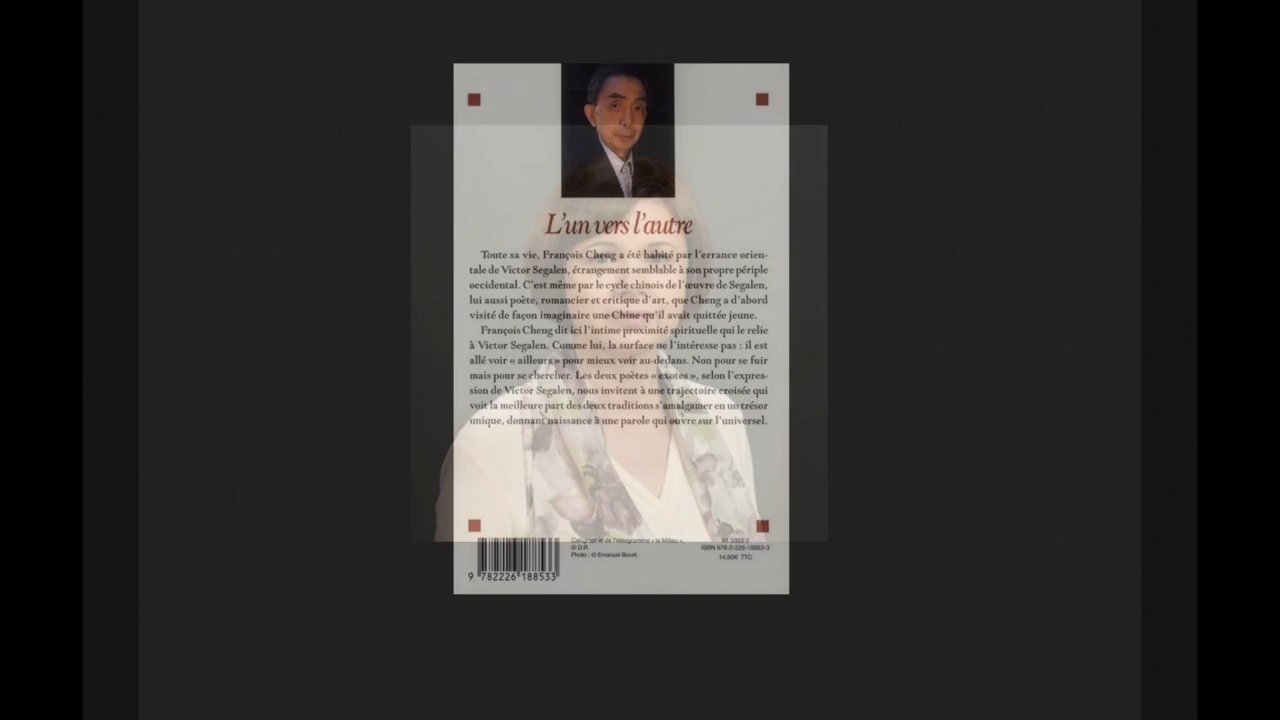 L'un vers l'autre
Toute sa vie, François Cheng a été habité par l'errance orien-
tale de Victor Segalen, étrangement semblable à son propre périple
occidental. C'est même par le cycle chinois de l'œuvre de Segalen,
lui aussi poète, romancier et critique d'art, que Cheng a d'abord
visité de façon imaginaire une Chine qu'il avait quittée jeune.
François Cheng dit ici l'intime proximité spirituelle qui le relie
à Victor Segalen. Comme lui, la surface ne l'intéresse pas : il est
allé voir « ailleurs » pour mieux voir au-dedans. Non pour se fuir
mais pour se chercher. Les deux poètes « exotes », selon l'expres-
sion de Victor Segalen, nous invitent à une trajectoire croisée qui
voit la meilleure part des deux traditions s'amalgamer en un trésor
unique, donnant naissance à une parole qui ouvre sur l'universel.
Calligraphie de l'idéogramme « le Milieu ».
© D.R.
Photo : © Emanuel Bovet.
ISBN 978-2-226-18853-3
14,50€ TTC
9 782226 188533